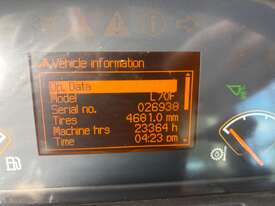 Vehicle information
Op. Data
Model L70F
Serial no. 026938
Tires 4681.0 mm
Machine hrs 23364 h
Time 04:23 pm